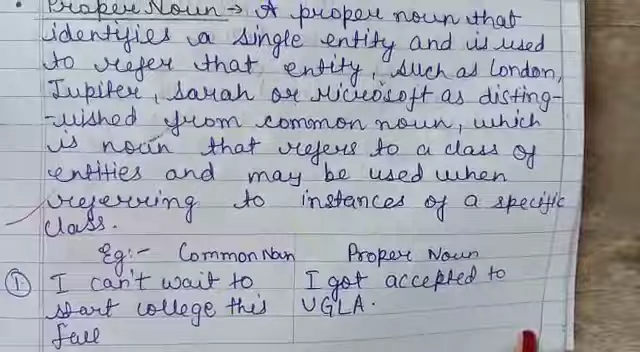 • Proper Noun → A proper noun that
identifies a single entity and is used
to refer that entity, such as London,
Jupiter, Sarah or Microsoft as disting-
-uished from common noun, which
is noun that refers to a class of
entities and may be used when
referring to instances of a specific
class.
Eg:- Common Noun Proper Noun
① I can't wait to I got accepted to
start college this UGLA.
fall